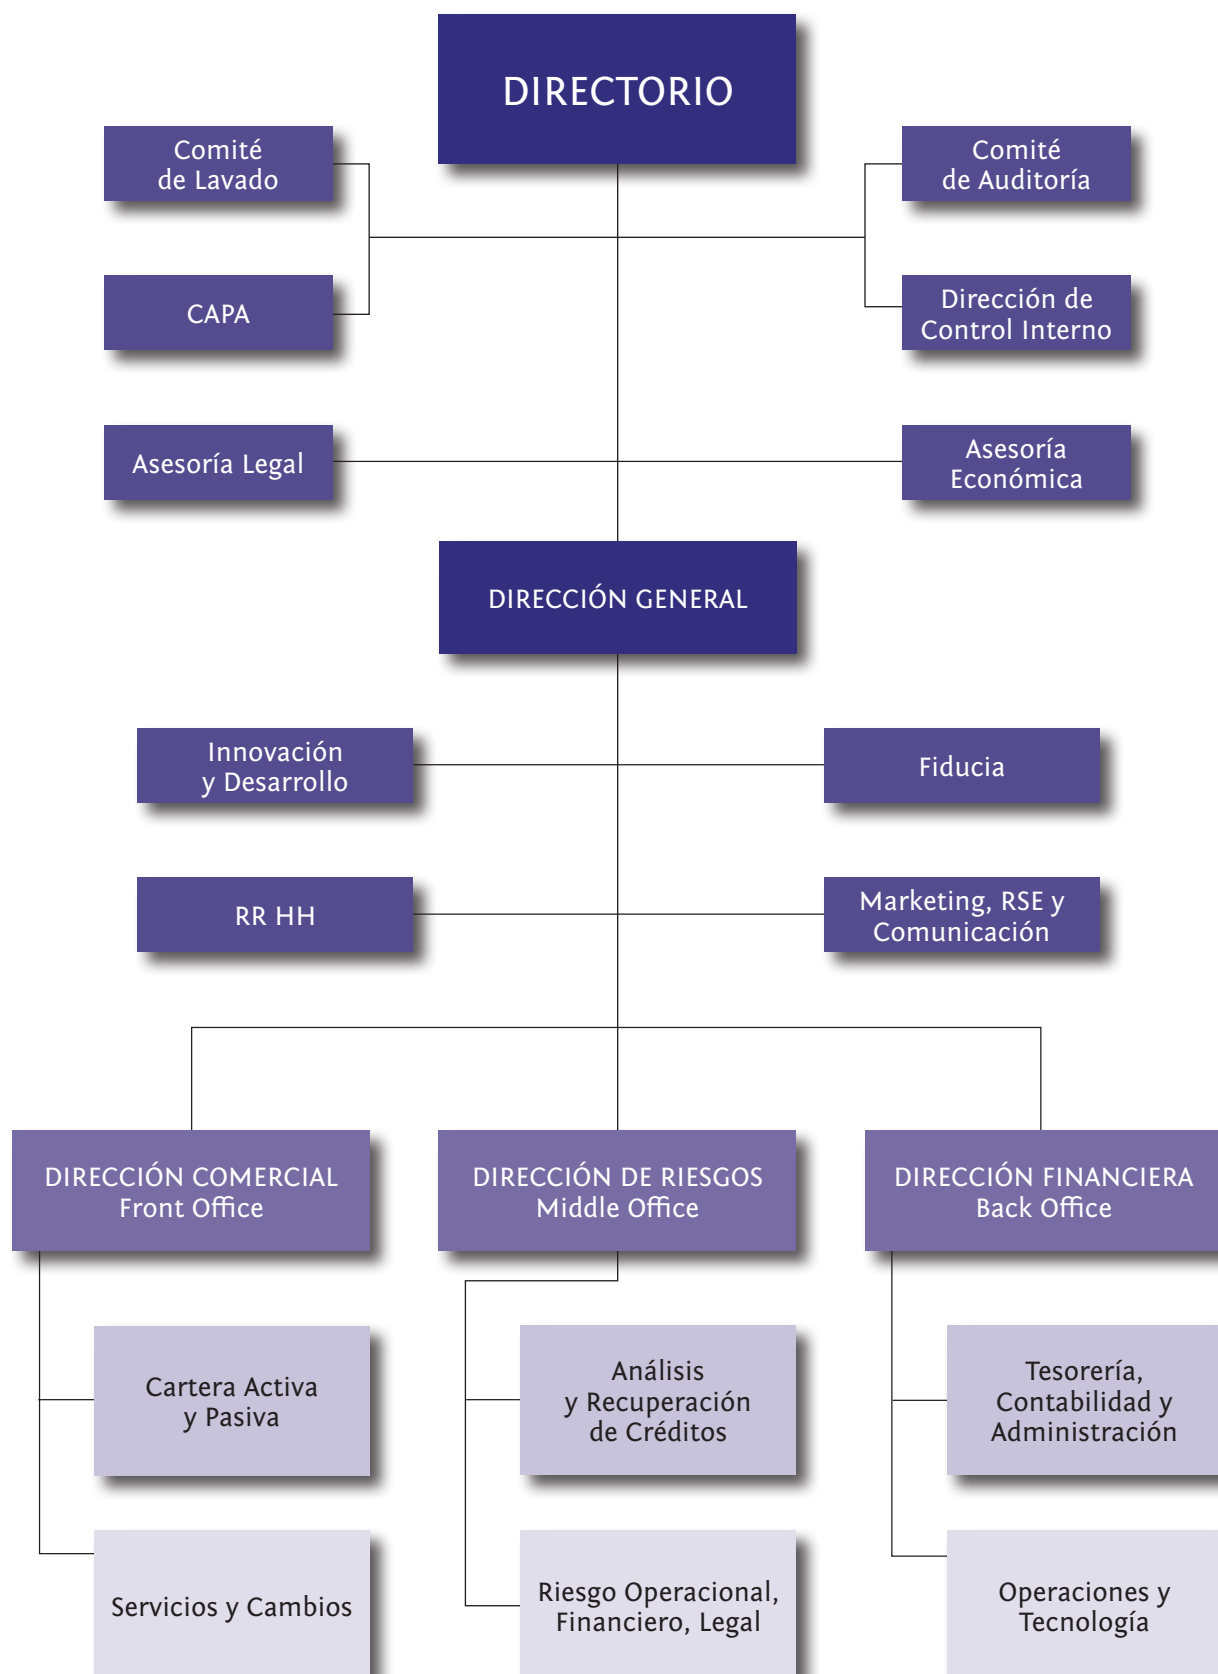 DIRECTORIO
Comité
de Lavado
Comité
de Auditoría
CAPA
Dirección de
Control Interno
Asesoría Legal
Asesoría
Económica
DIRECCIÓN GENERAL
Innovación
y Desarrollo
Fiducia
RR HH
Marketing, RSE y
Comunicación
DIRECCIÓN COMERCIAL
Front Office
DIRECCIÓN DE RIESGOS
Middle Office
DIRECCIÓN FINANCIERA
Back Office
Cartera Activa
y Pasiva
Análisis
y Recuperación
de Créditos
Tesorería,
Contabilidad y
Administración
Servicios y Cambios
Riesgo Operacional,
Financiero, Legal
Operaciones y
Tecnología